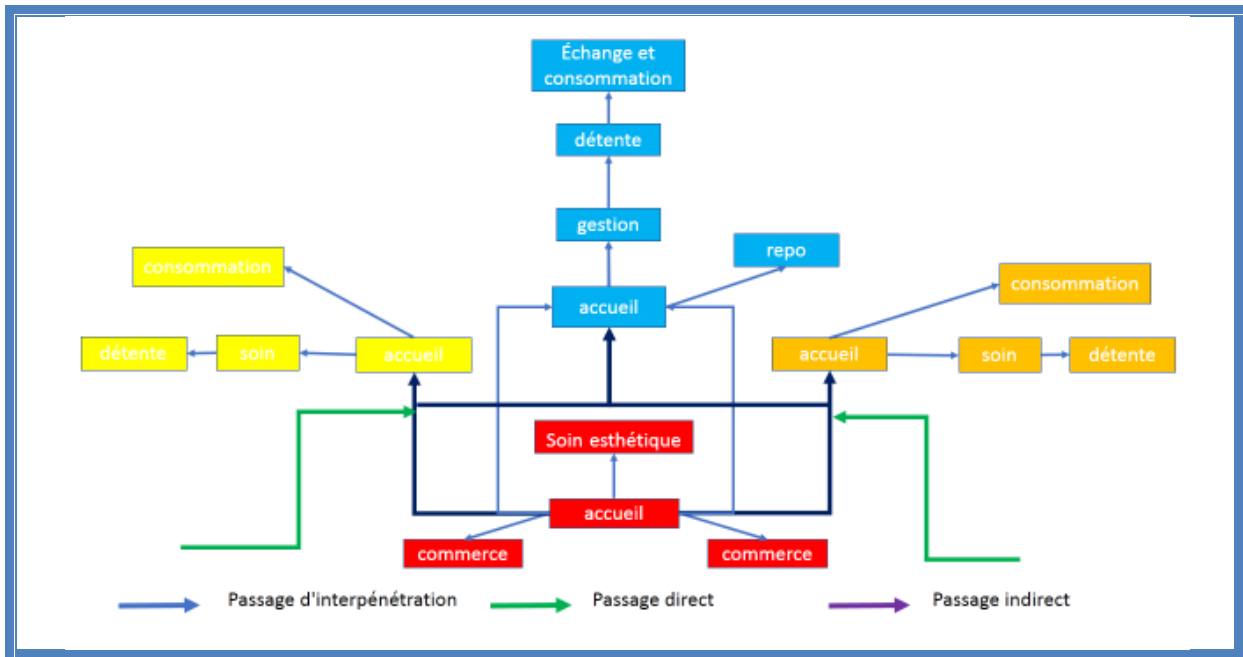 Échange et
consommation
détente
gestion
repo
consommation
consommation
accueil
détente
soin
accueil
accueil
soin
détente
Soin esthétique
accueil
commerce
commerce
Passage d'interpénétration
Passage direct
Passage indirect